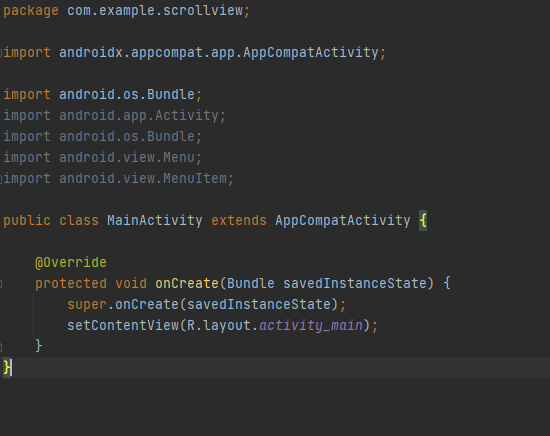 package com.example.scrollview;
import androidx.appcompat.app.AppCompatActivity;
import android.os.Bundle;
import android.app.Activity;
import android.os.Bundle;
import android.view.Menu;
import android.view.MenuItem;
public class MainActivity extends AppCompatActivity {
@Override
protected void onCreate(Bundle savedInstanceState) {
super.onCreate(savedInstanceState);
setContentView(R.layout.activity_main);
}
}